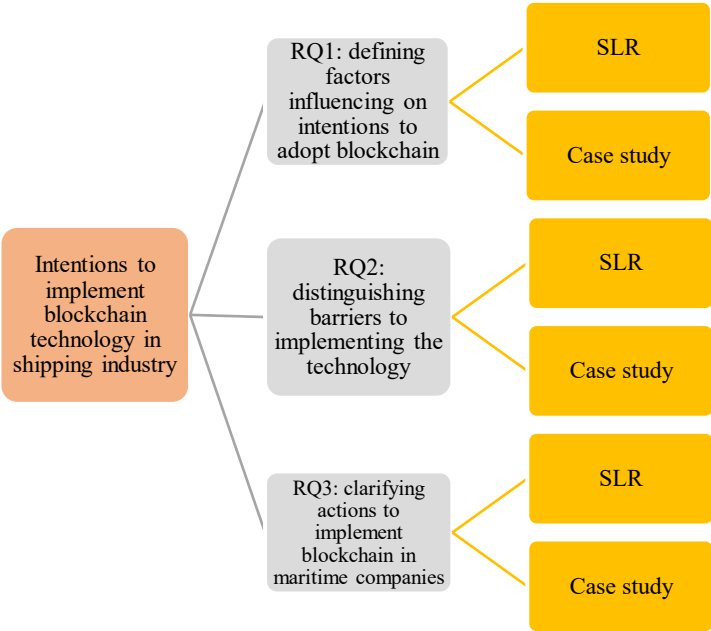 Intentions to
implement
blockchain
technology in
shipping industry
RQ1: defining
factors
influencing on
intentions to
adopt blockchain
SLR
Case study
RQ2:
distinguishing
barriers to
implementing the
technology
SLR
Case study
RQ3: clarifying
actions to
implement
blockchain in
maritime companies
SLR
Case study